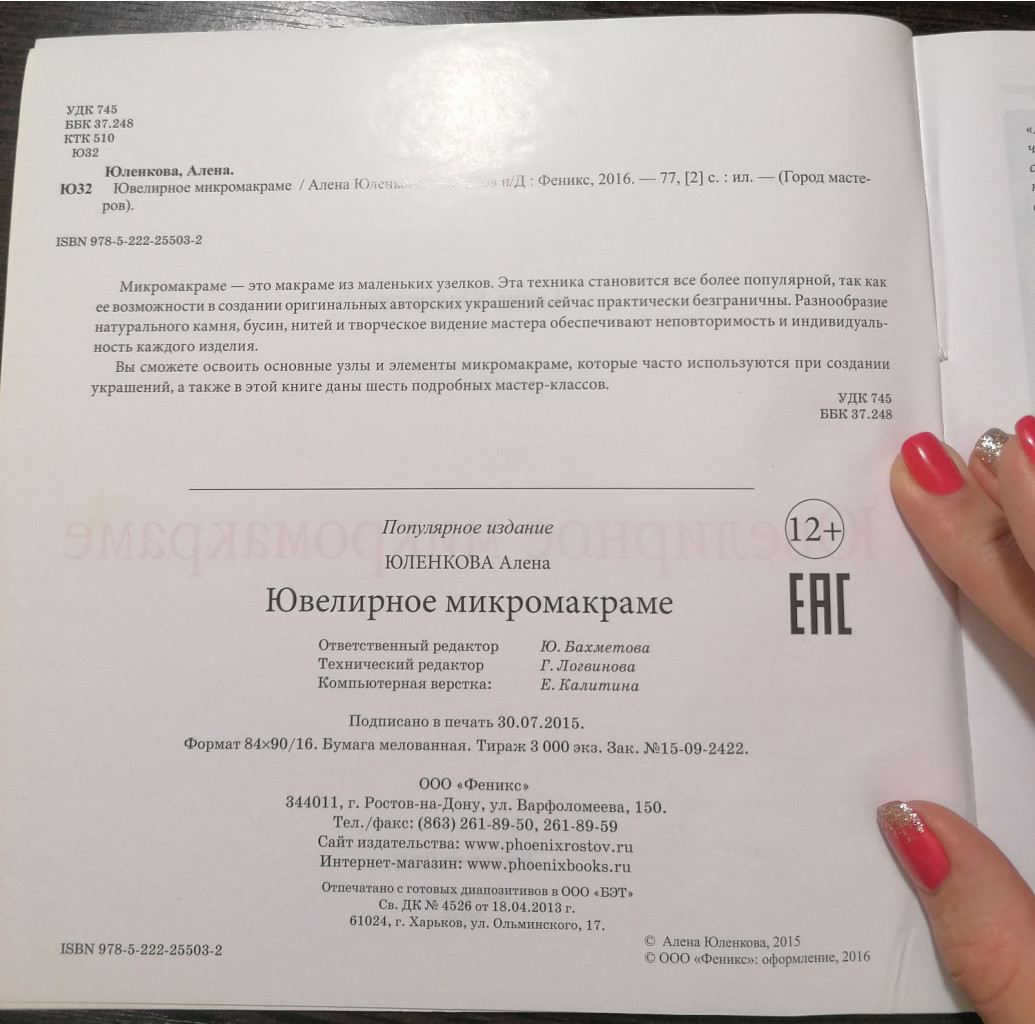 УДК 745
ББК 37.248
КТК 510
Ю32
Юленкова, Алена.
Ю32 Ювелирное микромакраме / Алена н/Д : Феникс, 2016. — 77, [2] с. : ил. — (Город масте-
ров).
ISBN 978-5-222-25503-2
Микромакраме — это макраме из маленьких узелков. Эта техника становится все более популярной, так как
ее возможности в создании оригинальных авторских украшений сейчас практически безграничны. Разнообразие
натурального камня, бусин, нитей и творческое видение мастера обеспечивают неповторимость и индивидуаль-
ность каждого изделия.
Вы сможете освоить основные узлы и элементы микромакраме, которые часто используются при создании
украшений, а также в этой книге даны шесть подробных мастер-классов.
УДК 745
ББК 37.248
Популярное издание
ЮЛЕНКОВА Алена
Ювелирное микромакраме
12+
ЕАС
Ответственный редактор Ю. Бахметова
Технический редактор Г. Логвинова
Компьютерная верстка: Е. Калитина
Подписано в печать 30.07.2015.
Формат 84×90/16. Бумага мелованная. Тираж 3 000 экз. Зак. №15-09-2422.
ООО «Феникс»
344011, г. Ростов-на-Дону, ул. Варфоломеева, 150.
Тел./факс: (863) 261-89-50, 261-89-59
Сайт издательства: www.phoenixrostov.ru
Интернет-магазин: www.phoenixbooks.ru
Отпечатано с готовых диапозитивов в ООО «БЭТ»
Св. ДК № 4526 от 18.04.2013 г.
61024, г. Харьков, ул. Ольминского, 17.
ISBN 978-5-222-25503-2
© Алена Юленкова, 2015
© ООО «Феникс»: оформление, 2016